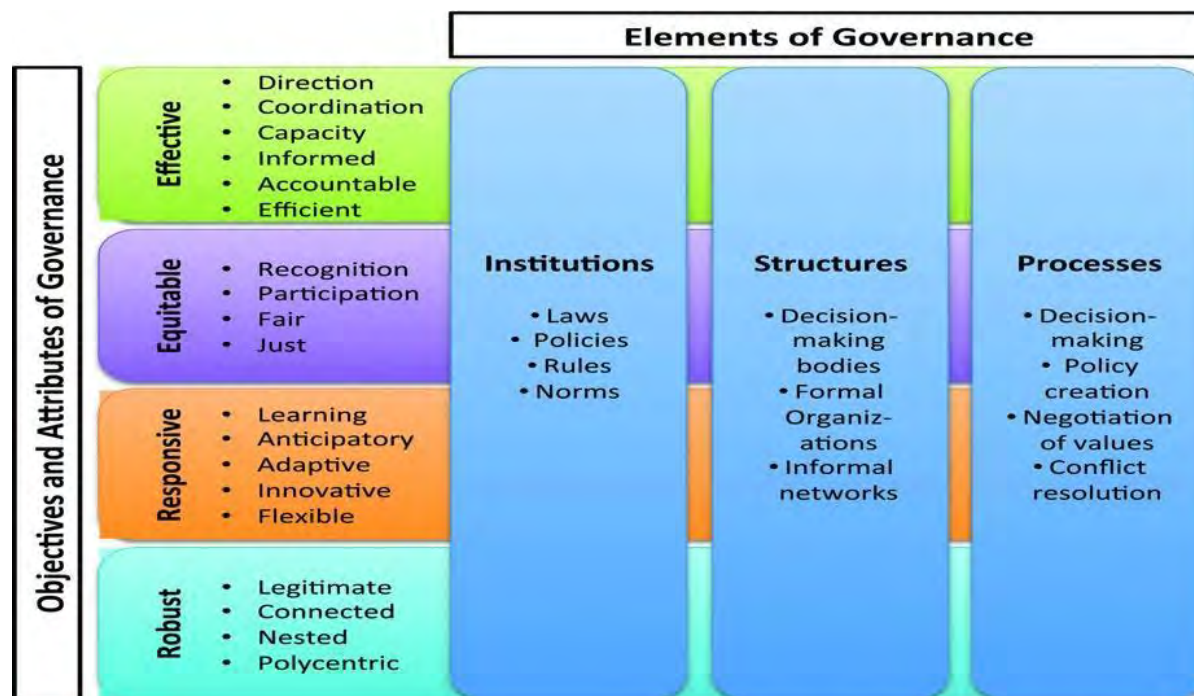 Elements of Governance
Objectives and Attributes of Governance
Effective
• Direction
• Coordination
• Capacity
• Informed
• Accountable
• Efficient
Equitable
• Recognition
• Participation
• Fair
• Just
Responsive
• Learning
• Anticipatory
• Adaptive
• Innovative
• Flexible
Robust
• Legitimate
• Connected
• Nested
• Polycentric
Institutions
• Laws
• Policies
• Rules
• Norms
Structures
• Decision-
making
bodies
• Formal
Organiz-
ations
• Informal
networks
Processes
• Decision-
making
• Policy
creation
• Negotiation
of values
• Conflict
resolution